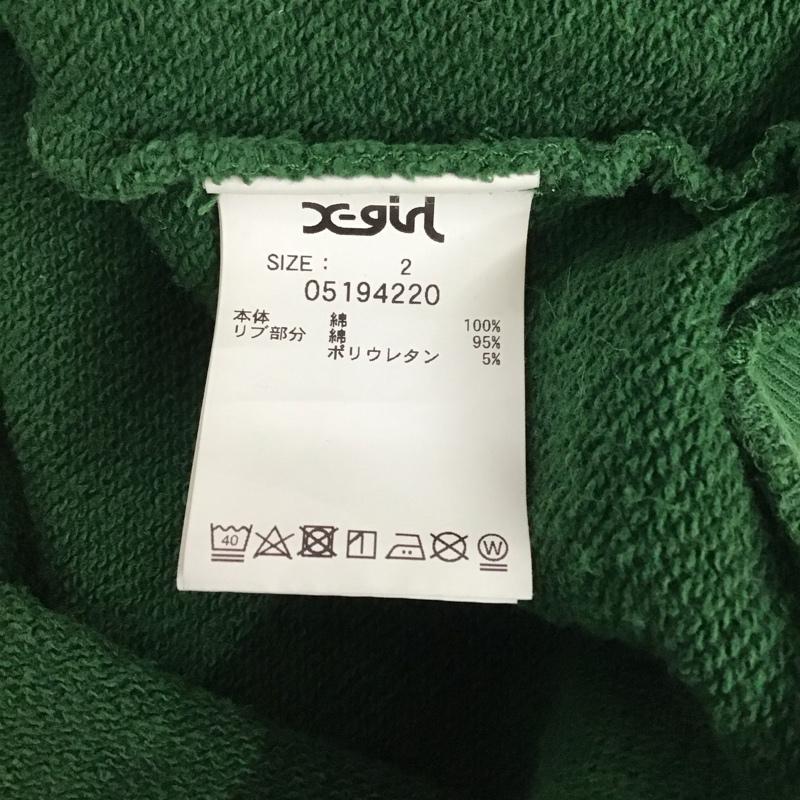 X-girl
SIZE : 2
05194220
本体 綿 100%
リブ部分 綿 95%
ポリウレタン 5%
40
W